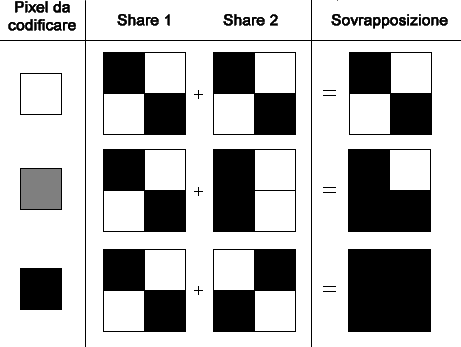 Pixel da
codificare
Share 1
Share 2
Sovrapposizione
+
=
+
=
+
=